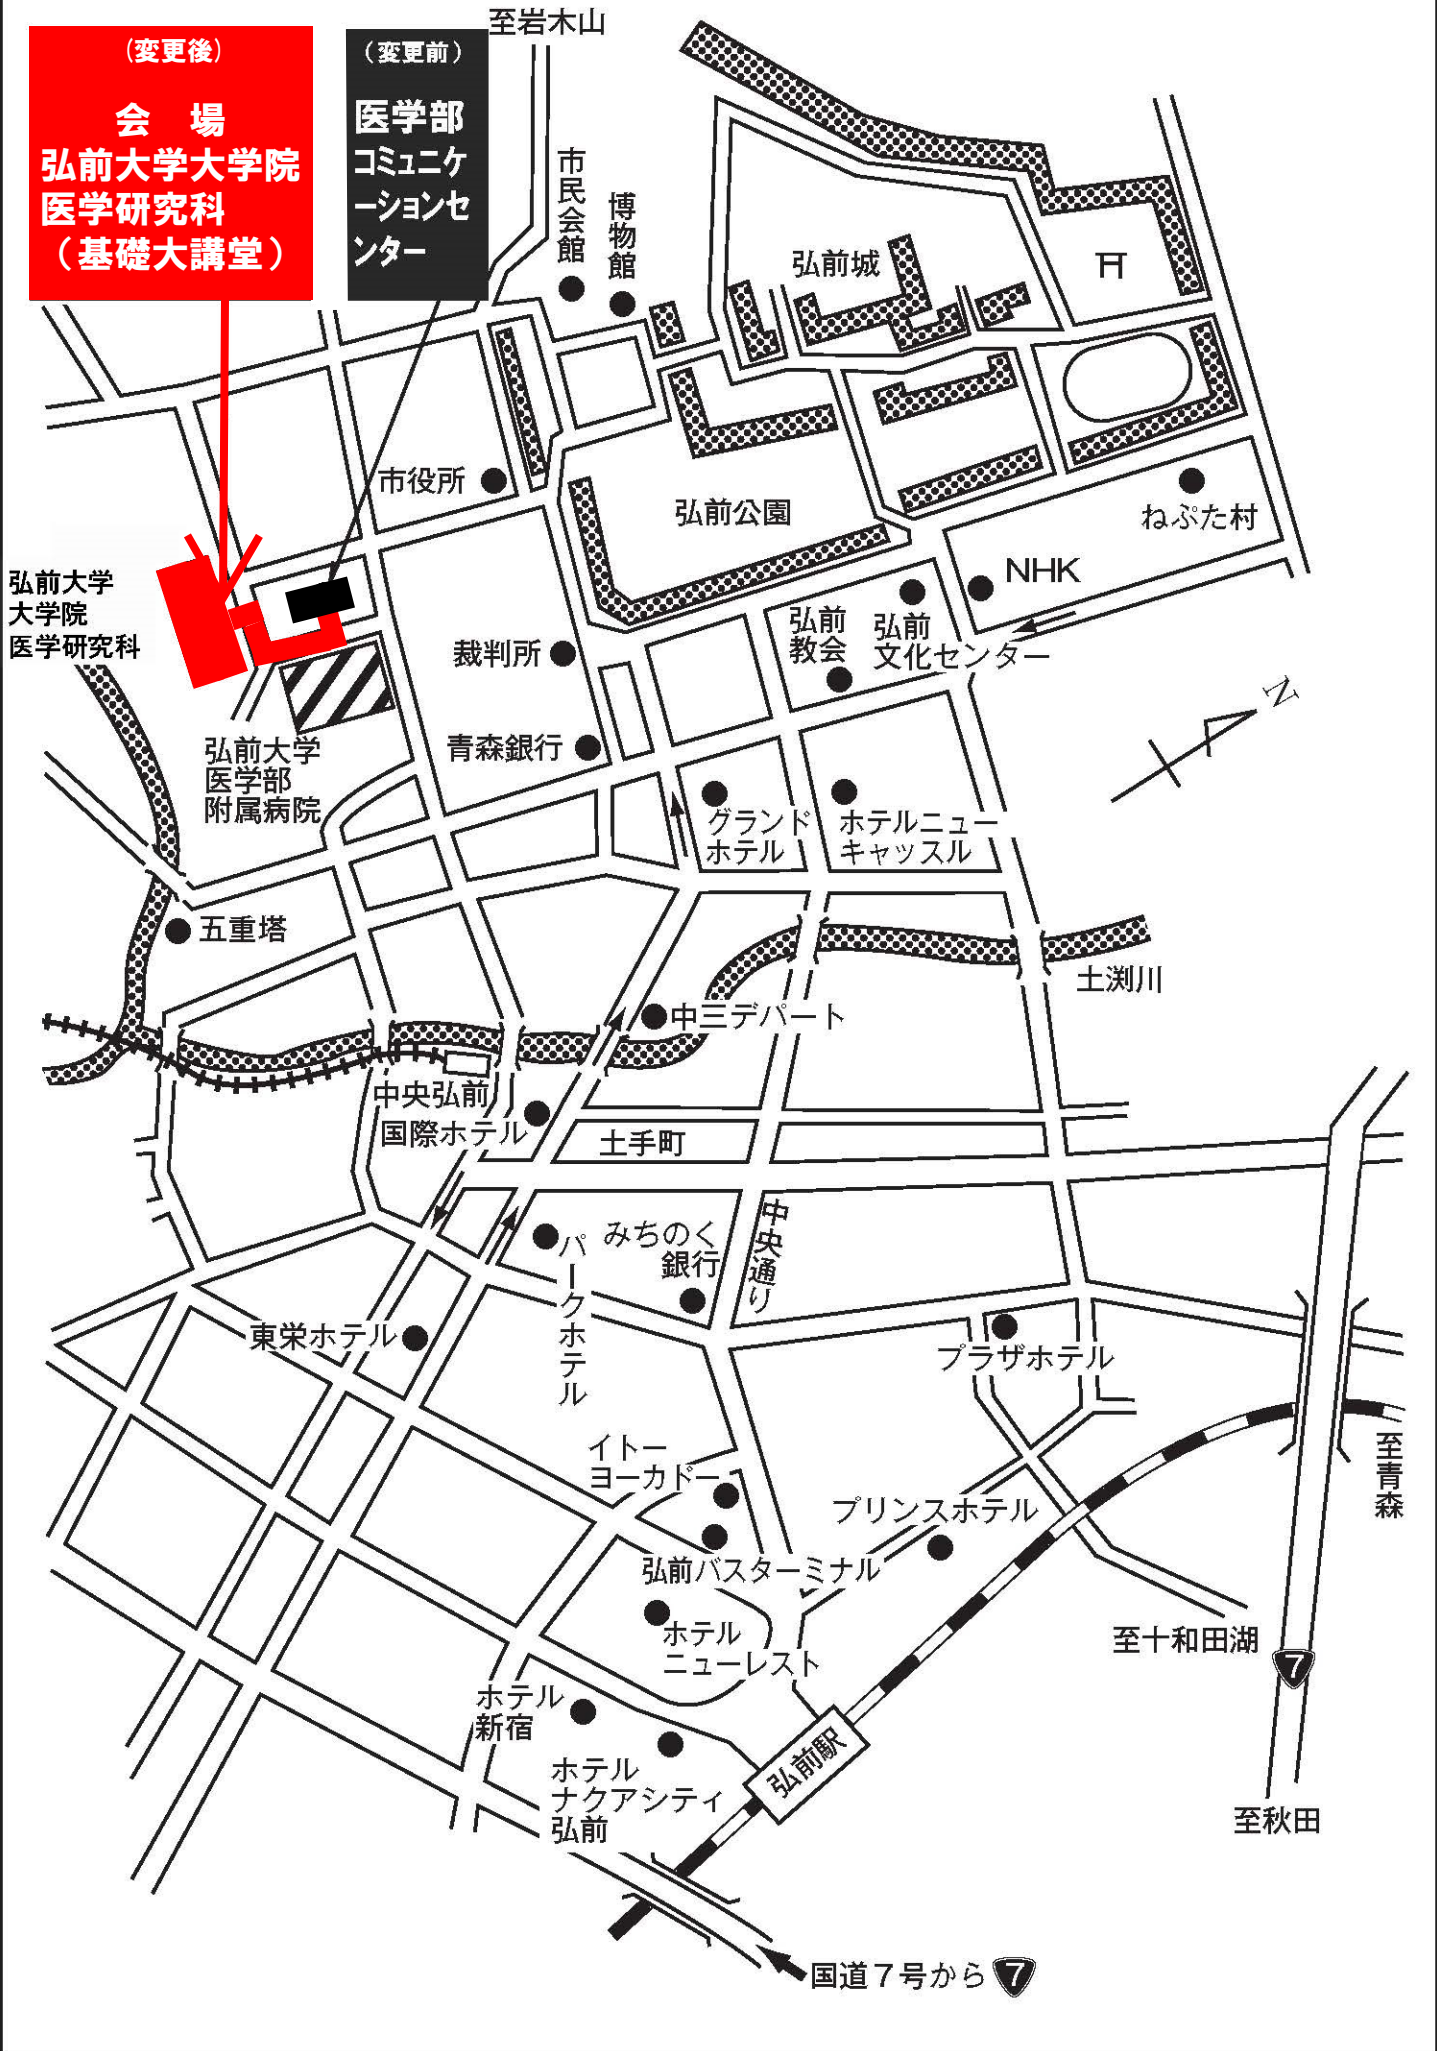 (変更後)
会　場
弘前大学大学院
医学研究科
（基礎大講堂）
（変更前）
医学部
コミュニケ
ーションセ
ンター
至岩木山
市民会館
博物館
弘前城
市役所
弘前公園
ねぷた村
NHK
弘前大学
大学院
医学研究科
裁判所
弘前
教会
弘前
文化センター
N
弘前大学
医学部
附属病院
青森銀行
グランド
ホテル
ホテルニュー
キャッスル
五重塔
土渕川
中三デパート
中央弘前
国際ホテル
土手町
パークホテル
みちのく
銀行
中央通り
東栄ホテル
プラザホテル
イトー
ヨーカドー
至青森
プリンスホテル
弘前バスターミナル
ホテル
ニューレスト
至十和田湖
7
ホテル
新宿
弘前駅
ホテル
ナクアシティ
弘前
至秋田
国道７号から 7